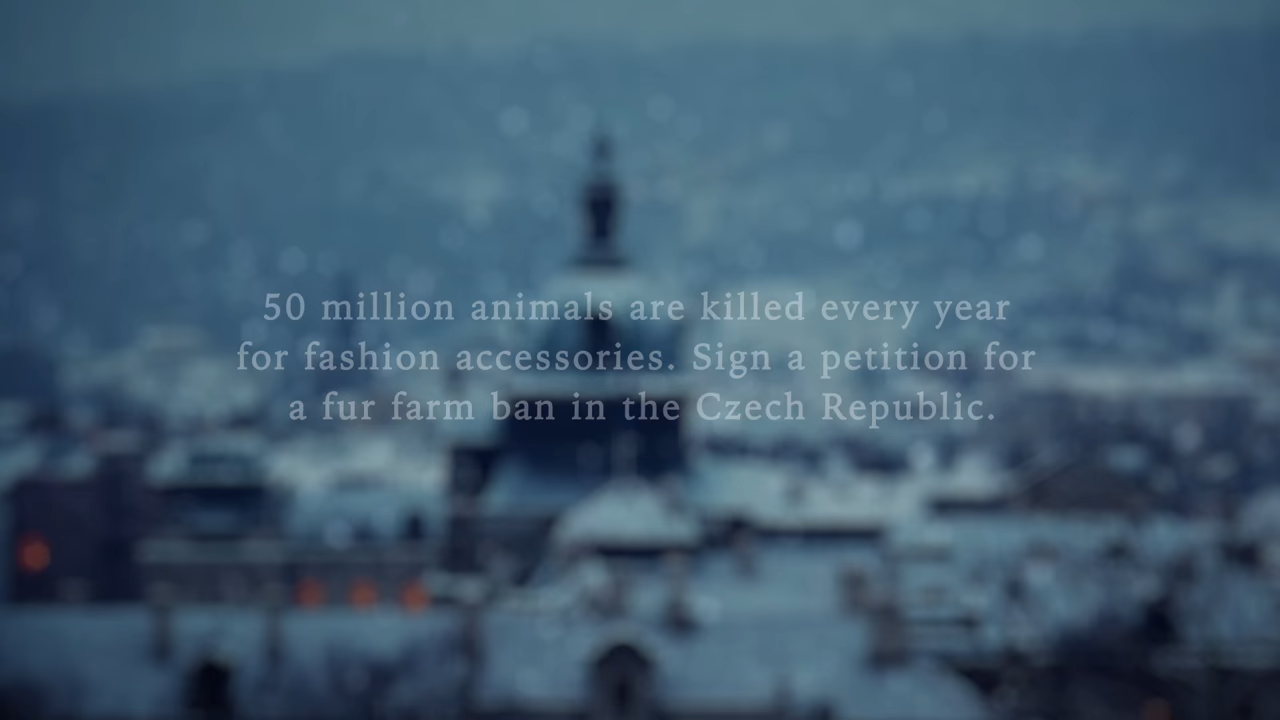 50 million animals are killed every year
for fashion accessories. Sign a petition for
a fur farm ban in the Czech Republic.